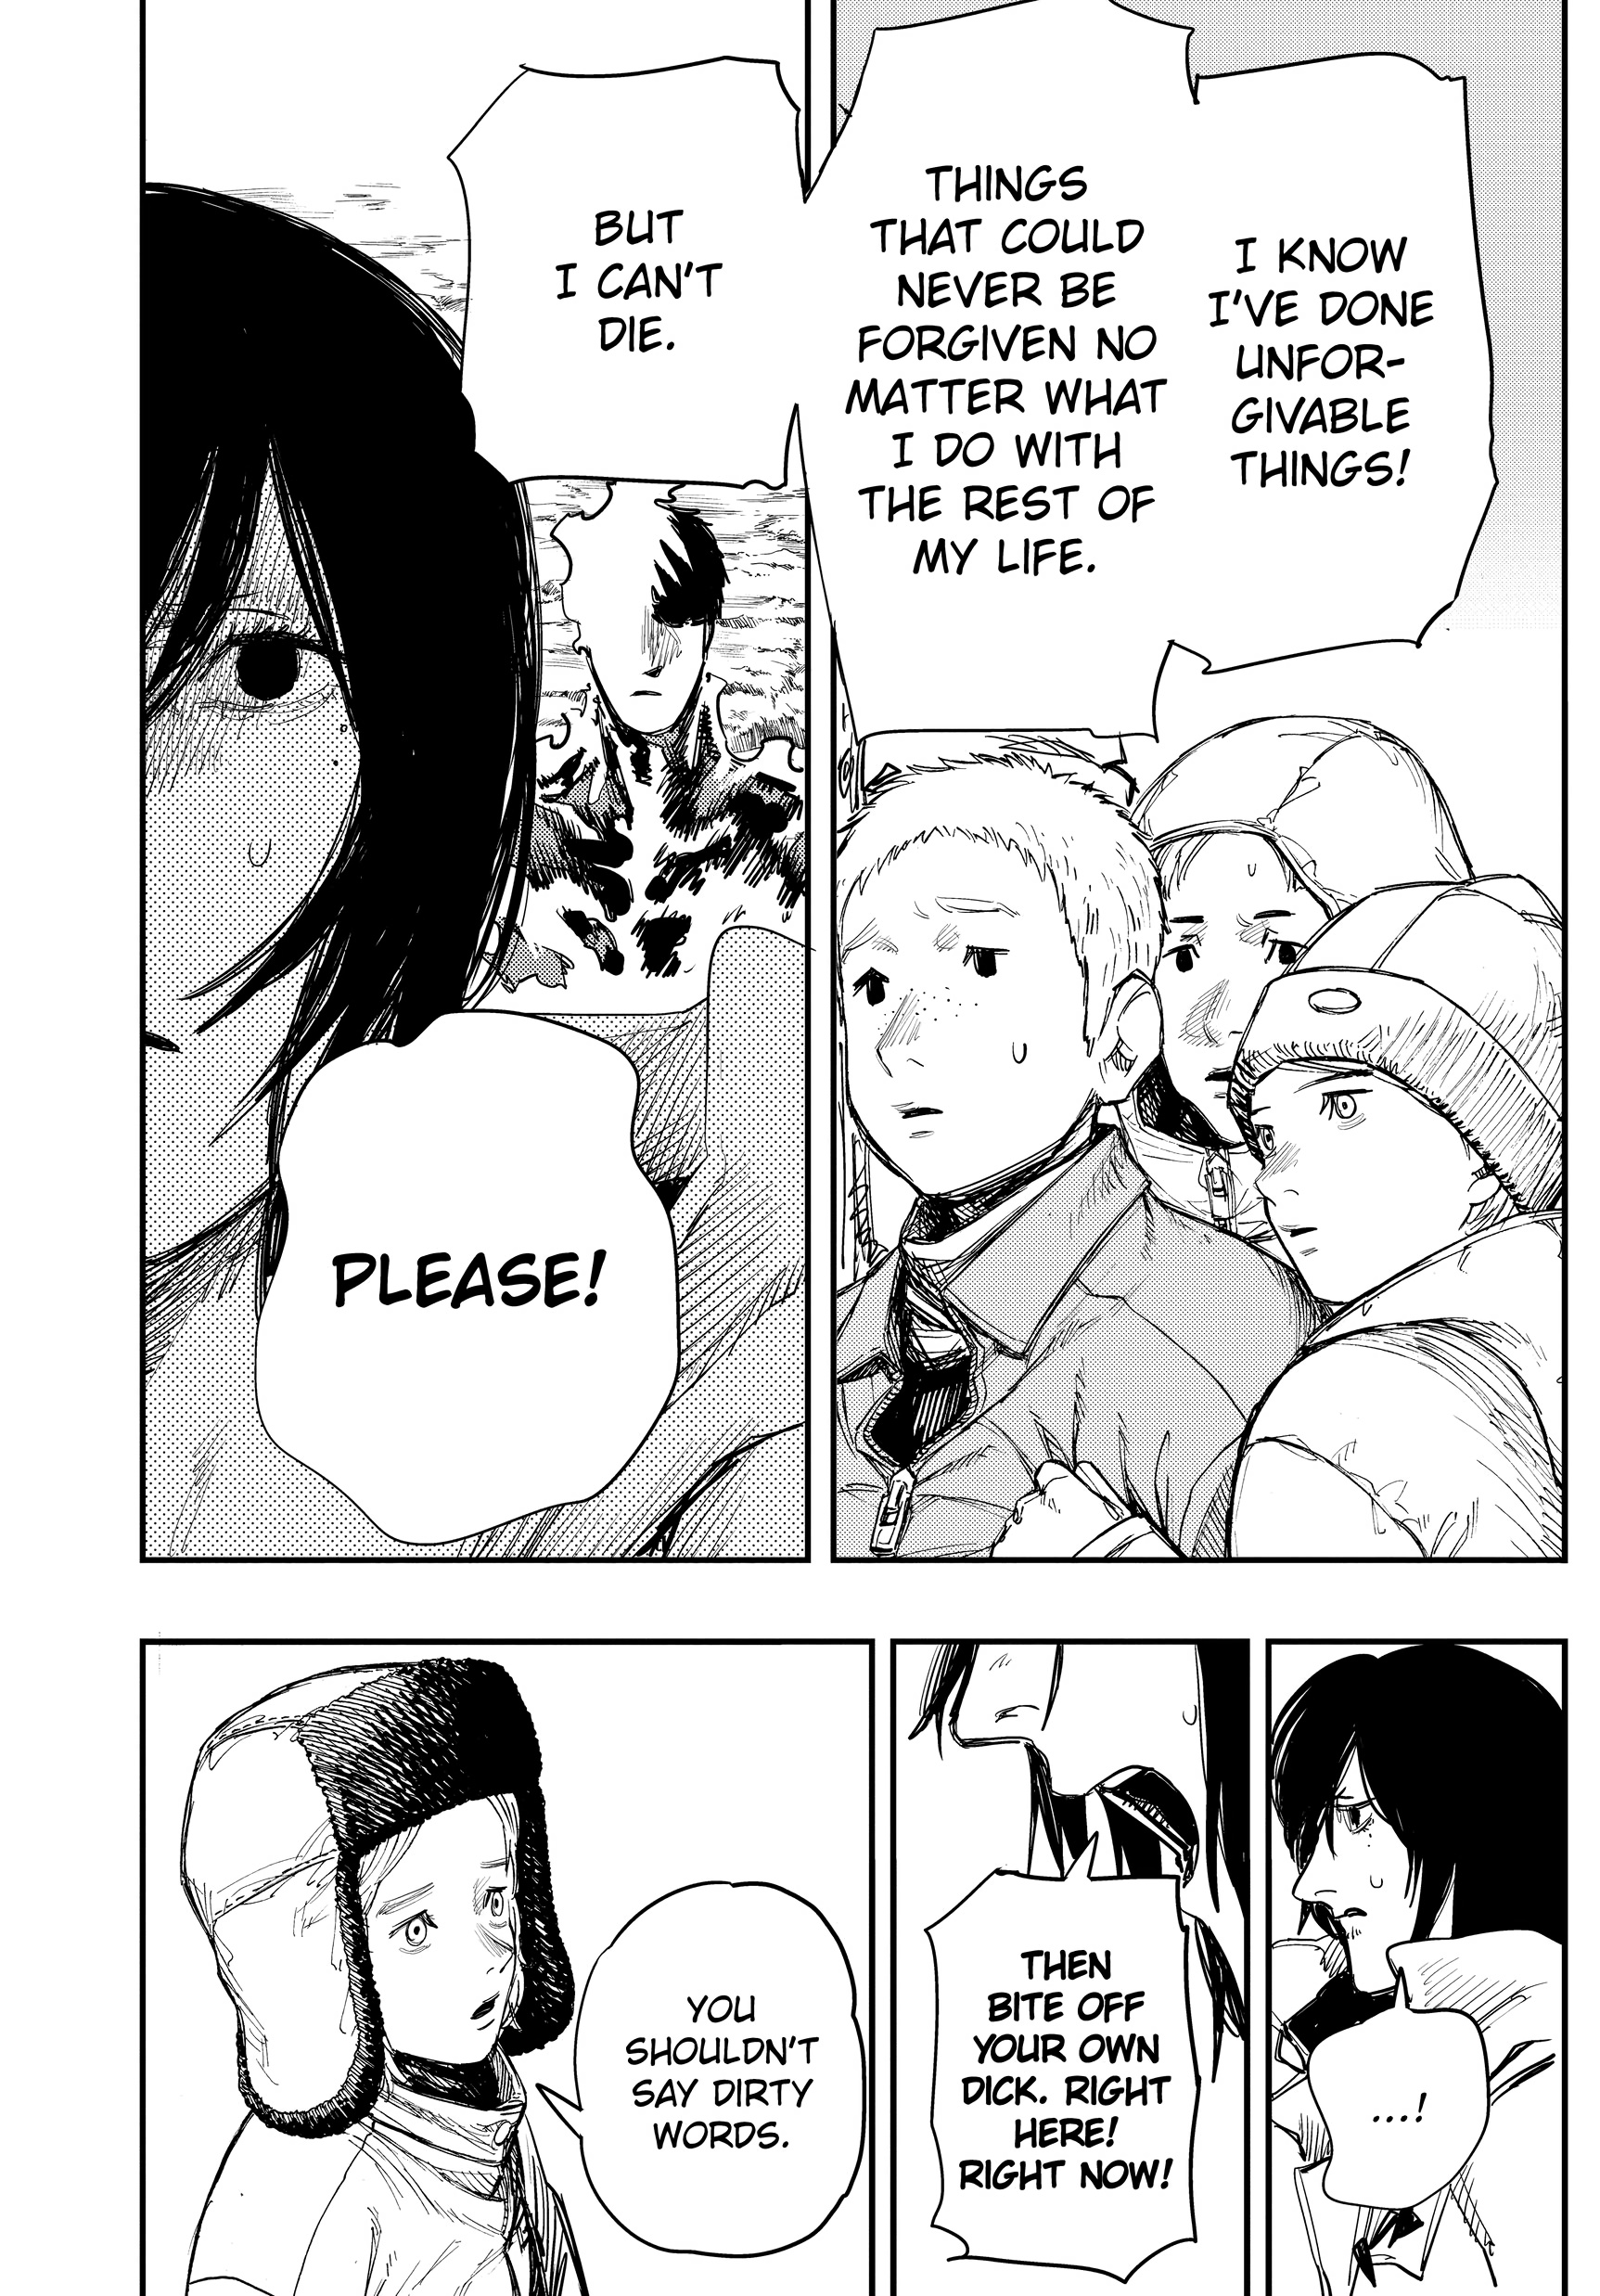 I KNOW
I'VE DONE
UNFOR-
GIVABLE
THINGS!
THINGS
THAT COULD
NEVER BE
FORGIVEN NO
MATTER WHAT
I DO WITH
THE REST OF
MY LIFE.
BUT
I CAN'T
DIE.
PLEASE!
...!
THEN
BITE OFF
YOUR OWN
DICK. RIGHT
HERE!
RIGHT NOW!
YOU
SHOULDN'T
SAY DIRTY
WORDS.